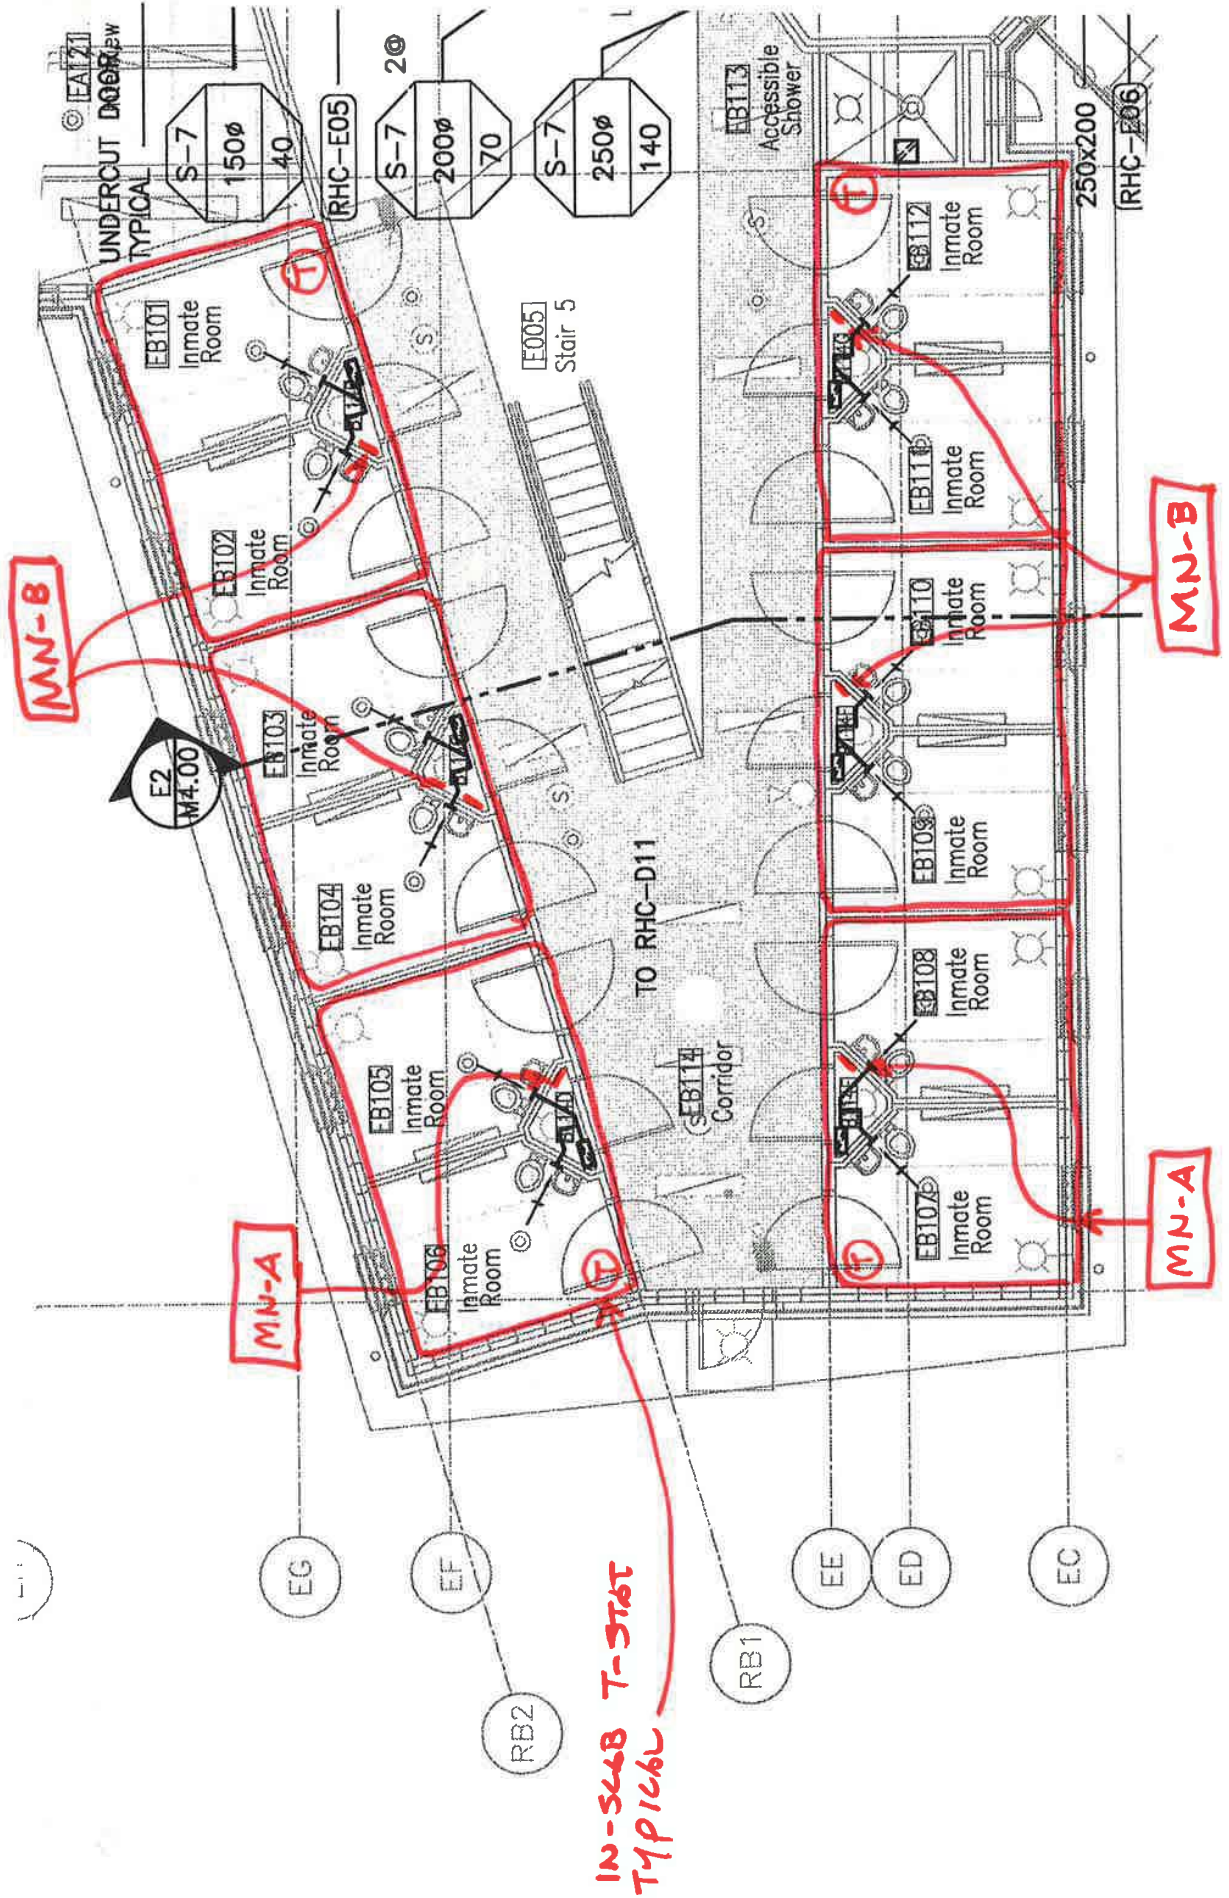 EA121
UNDERCUT DOOR
TYPICAL
S-7
150ø
40
RHC-E05
2@
S-7
200ø
70
S-7
250ø
140
EB113
Accessible
Shower
250x200
RHC-E06
EB101
Inmate
Room
EB102
Inmate
Room
MN-B
E2
M4.00
EB103
Inmate
Room
EB104
Inmate
Room
EB105
Inmate
Room
EB106
Inmate
Room
MN-A
E005
Stair 5
TO RHC-D11
EB114
Corridor
S
S
S
S
T
T
T
T
EB112
Inmate
Room
EB111
Inmate
Room
EB110
Inmate
Room
EB109
Inmate
Room
EB108
Inmate
Room
EB107
Inmate
Room
MN-B
MN-A
EG
EF
EE
ED
EC
RB2
RB1
IN-SLAB T-STAT
TYPICAL